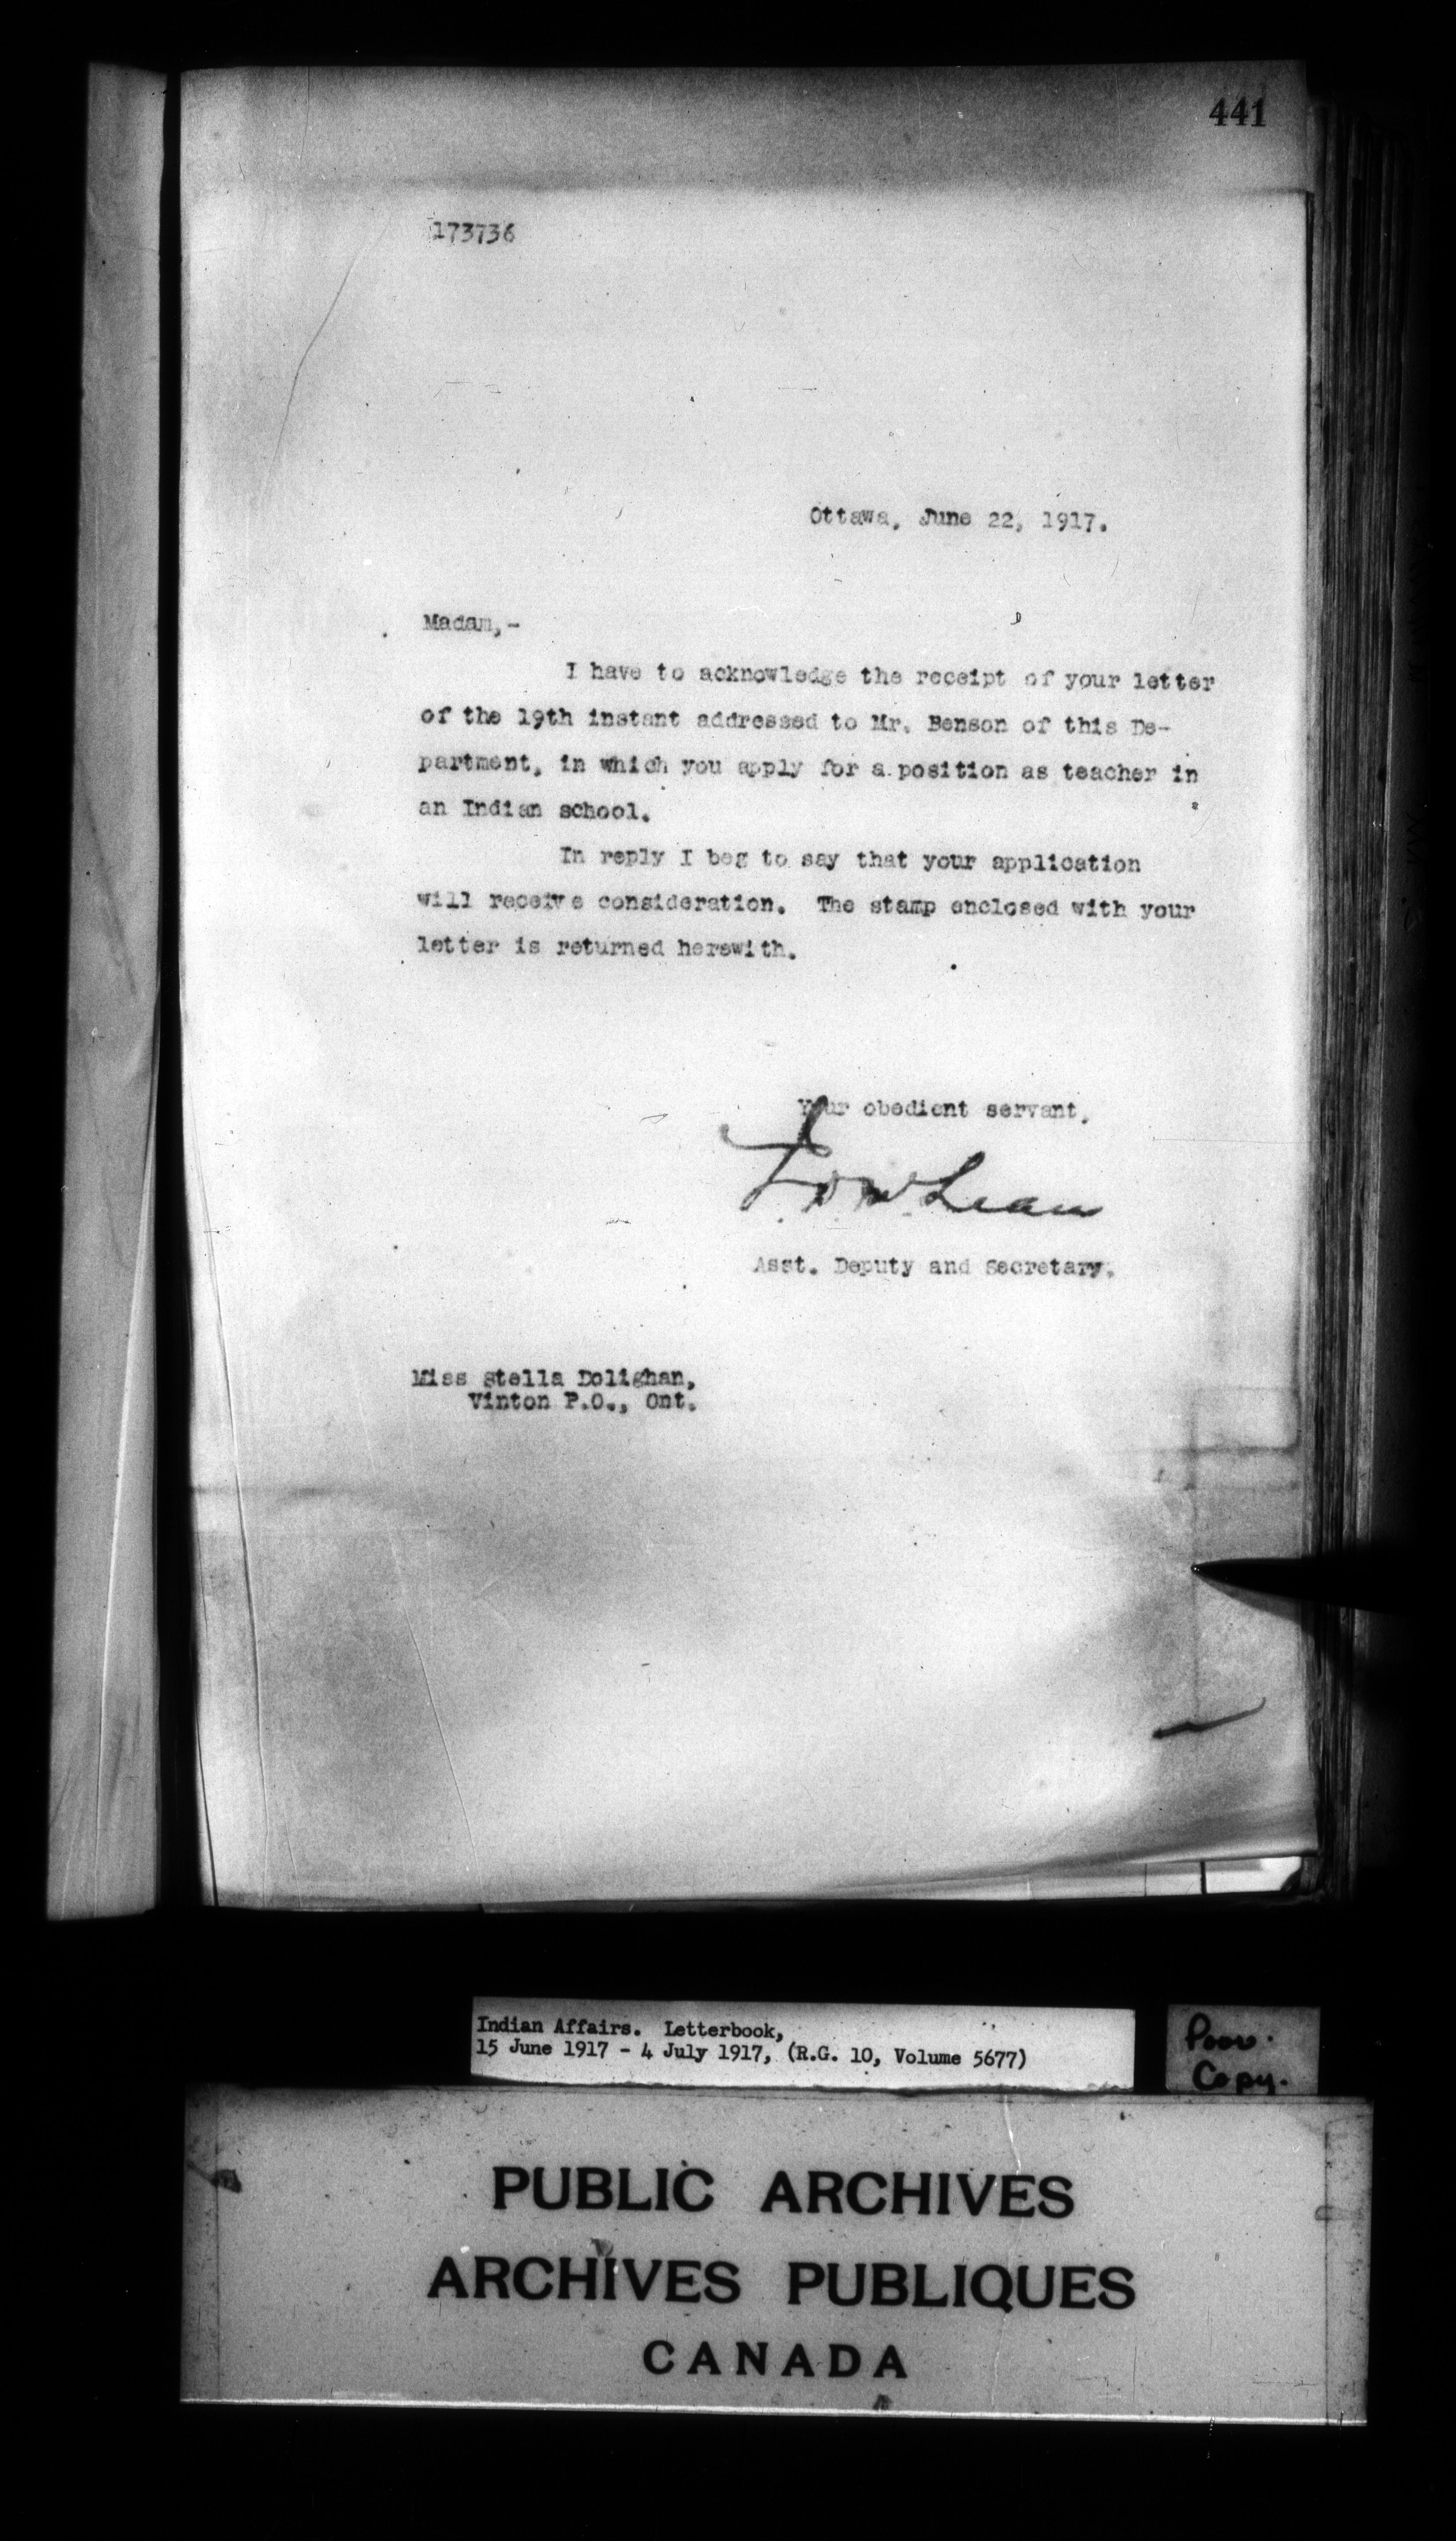 441
173736
Ottawa, June 22, 1917.
Madam,-
I have to acknowledge the receipt of your letter
of the 19th instant addressed to Mr. Benson of this De-
partment, in which you apply for a position as teacher in
an Indian school.
In reply I beg to say that your application
will receive consideration. The stamp enclosed with your
letter is returned herewith.
Your obedient servant,
Asst. Deputy and Secretary.
Miss Stella Dolighan,
Vinton P.O., Ont.
Indian Affairs. Letterbook,
15 June 1917 - 4 July 1917, (R.G. 10, Volume 5677)
Poor.
Copy.
PUBLIC ARCHIVES
ARCHIVES PUBLIQUES
CANADA